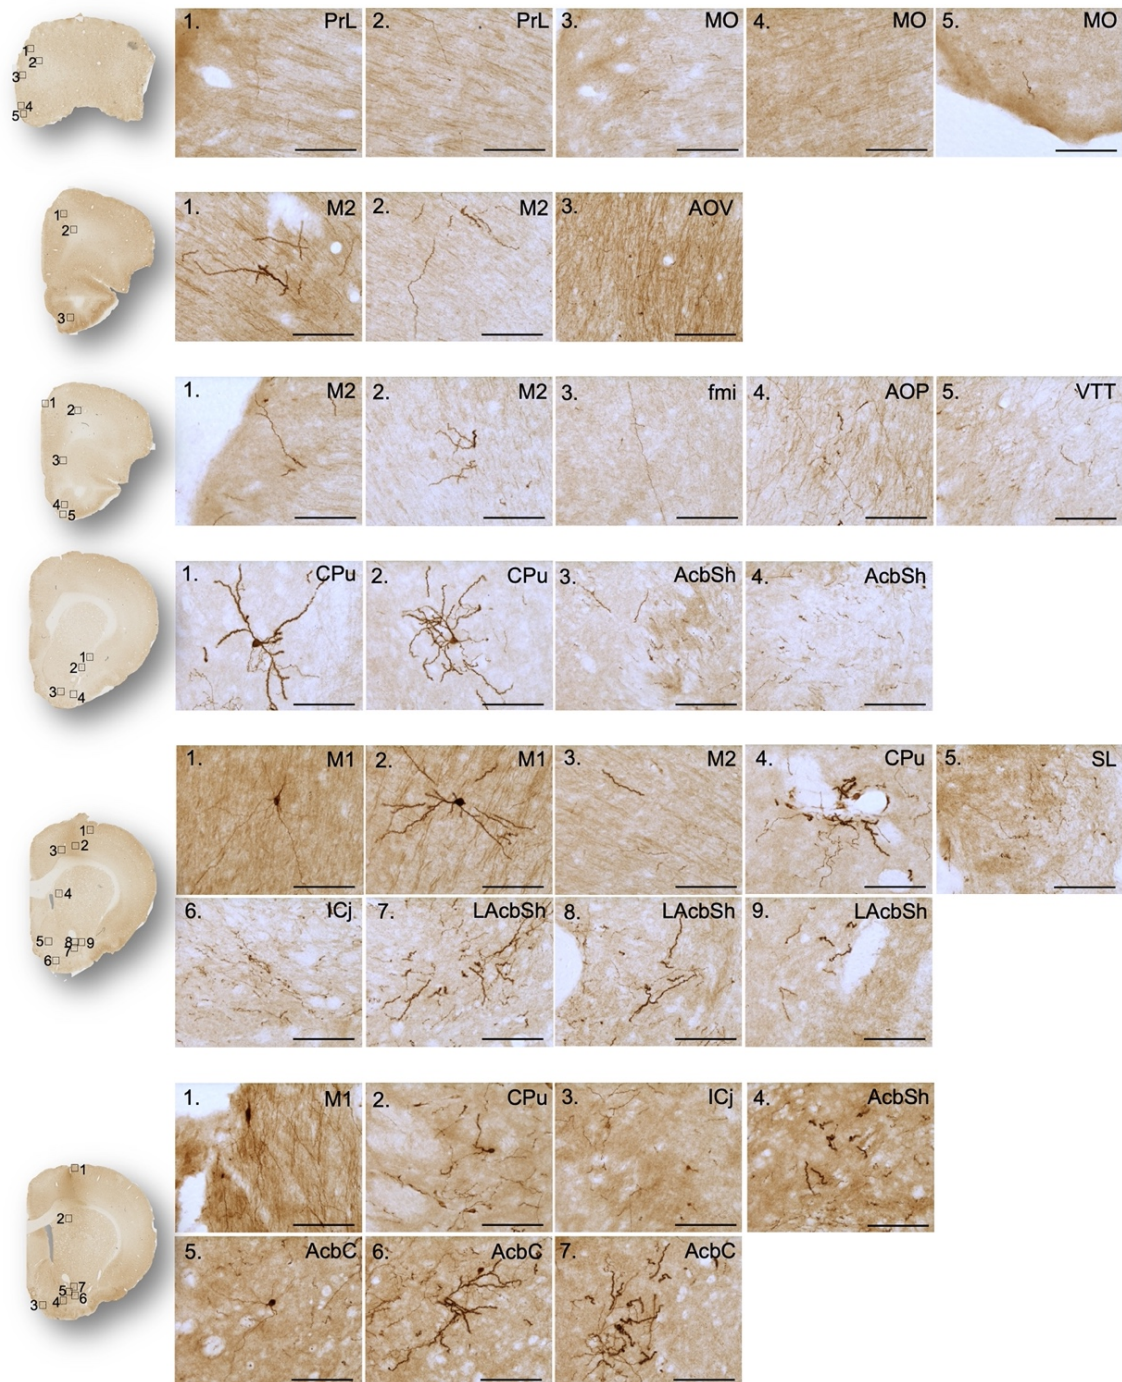 1. PrL 2. PrL 3. MO 4. MO 5. MO
1
2
3
4
5
1. M2 2. M2 3. AOV
1
2
3
1. M2 2. M2 3. fmi 4. AOP 5. VTT
1
2
3
4
5
1. CPu 2. CPu 3. AcbSh 4. AcbSh
1
2
3 4
1. M1 2. M1 3. M2 4. CPu 5. SL
6. ICj 7. LAcbSh 8. LAcbSh 9. LAcbSh
1
3 2
4
5 8 9
7
6
1. M1 2. CPu 3. ICj 4. AcbSh
5. AcbC 6. AcbC 7. AcbC
1
2
7
5 6
3 4